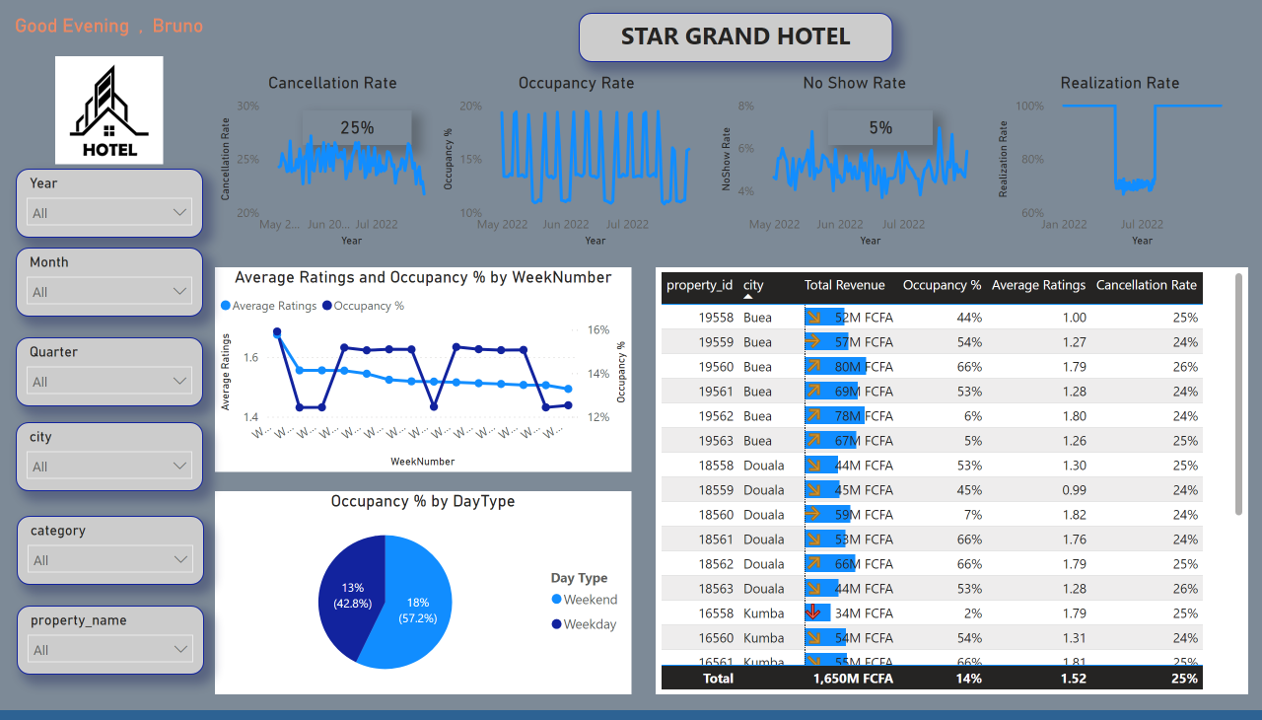 Good Evening , Bruno
STAR GRAND HOTEL
HOTEL
Year
All
Month
All
Quarter
All
city
All
category
All
property_name
All
Cancellation Rate
25%
30%
25%
20%
Cancellation Rate
May 2... Jun 20... Jul 2022
Year
Occupancy Rate
20%
15%
10%
Occupancy %
May 2022 Jun 2022 Jul 2022
Year
No Show Rate
5%
8%
6%
4%
NoShow Rate
May 2022 Jun 2022 Jul 2022
Year
Realization Rate
100%
80%
60%
Realization Rate
Jan 2022 Jul 2022
Year
Average Ratings and Occupancy % by WeekNumber
Average Ratings Occupancy %
Average Ratings
1.6
1.4
16%
14%
12%
Occupancy %
W... W... W... W... W... W... W... W... W... W... W... W... W... W...
WeekNumber
Occupancy % by DayType
13%
(42.8%)
18%
(57.2%)
Day Type
Weekend
Weekday
property_id city Total Revenue Occupancy % Average Ratings Cancellation Rate
19558 Buea 52M FCFA 44% 1.00 25%
19559 Buea 57M FCFA 54% 1.27 24%
19560 Buea 80M FCFA 66% 1.79 26%
19561 Buea 69M FCFA 53% 1.28 24%
19562 Buea 78M FCFA 6% 1.80 24%
19563 Buea 67M FCFA 5% 1.26 25%
18558 Douala 44M FCFA 53% 1.30 25%
18559 Douala 45M FCFA 45% 0.99 24%
18560 Douala 59M FCFA 7% 1.82 24%
18561 Douala 53M FCFA 66% 1.76 24%
18562 Douala 66M FCFA 66% 1.79 25%
18563 Douala 44M FCFA 53% 1.28 26%
16558 Kumba 34M FCFA 2% 1.79 25%
16560 Kumba 54M FCFA 54% 1.31 24%
16561 Kumba 55M FCFA 66% 1.81 25%
Total 1,650M FCFA 14% 1.52 25%